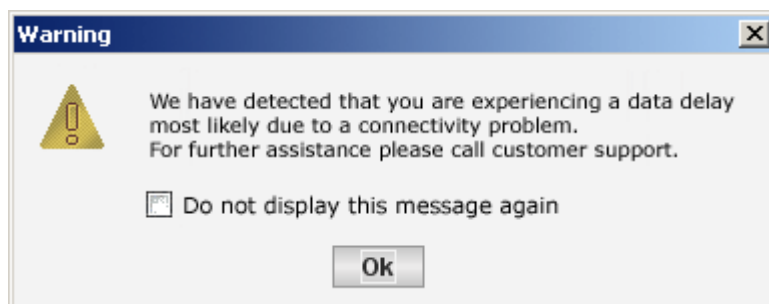 Warning
We have detected that you are experiencing a data delay
most likely due to a connectivity problem.
For further assistance please call customer support.
Do not display this message again
Ok